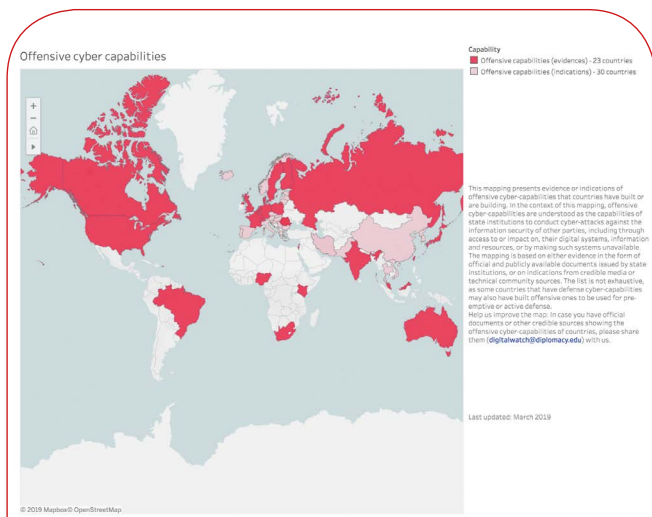 Offensive cyber capabilities
Capability
Offensive capabilities (evidences) - 23 countries
Offensive capabilities (indications) - 30 countries
This mapping presents evidence or indications of
offensive cyber-capabilities that countries have built or
are building. In the context of this mapping, offensive
cyber-capabilities are understood as the capabilities of
state institutions to conduct cyber-attacks against the
information security of other parties, including through
access to or impact on, their digital systems, information
and resources, or by making such systems unavailable.
The mapping is based on either evidence in the form of
official and publicly available documents issued by state
institutions, or on indications from credible media or
technical community sources. The list is not exhaustive,
as some countries that have defense cyber-capabilities
may also have built offensive ones to be used for pre-
emptive or active defense.
Help us improve the map: In case you have official
documents or other credible sources showing the
offensive cyber-capabilities of countries, please share
them (digitalwatch@diplomacy.edu) with us.
Last updated: March 2019
© 2019 Mapbox© OpenStreetMap